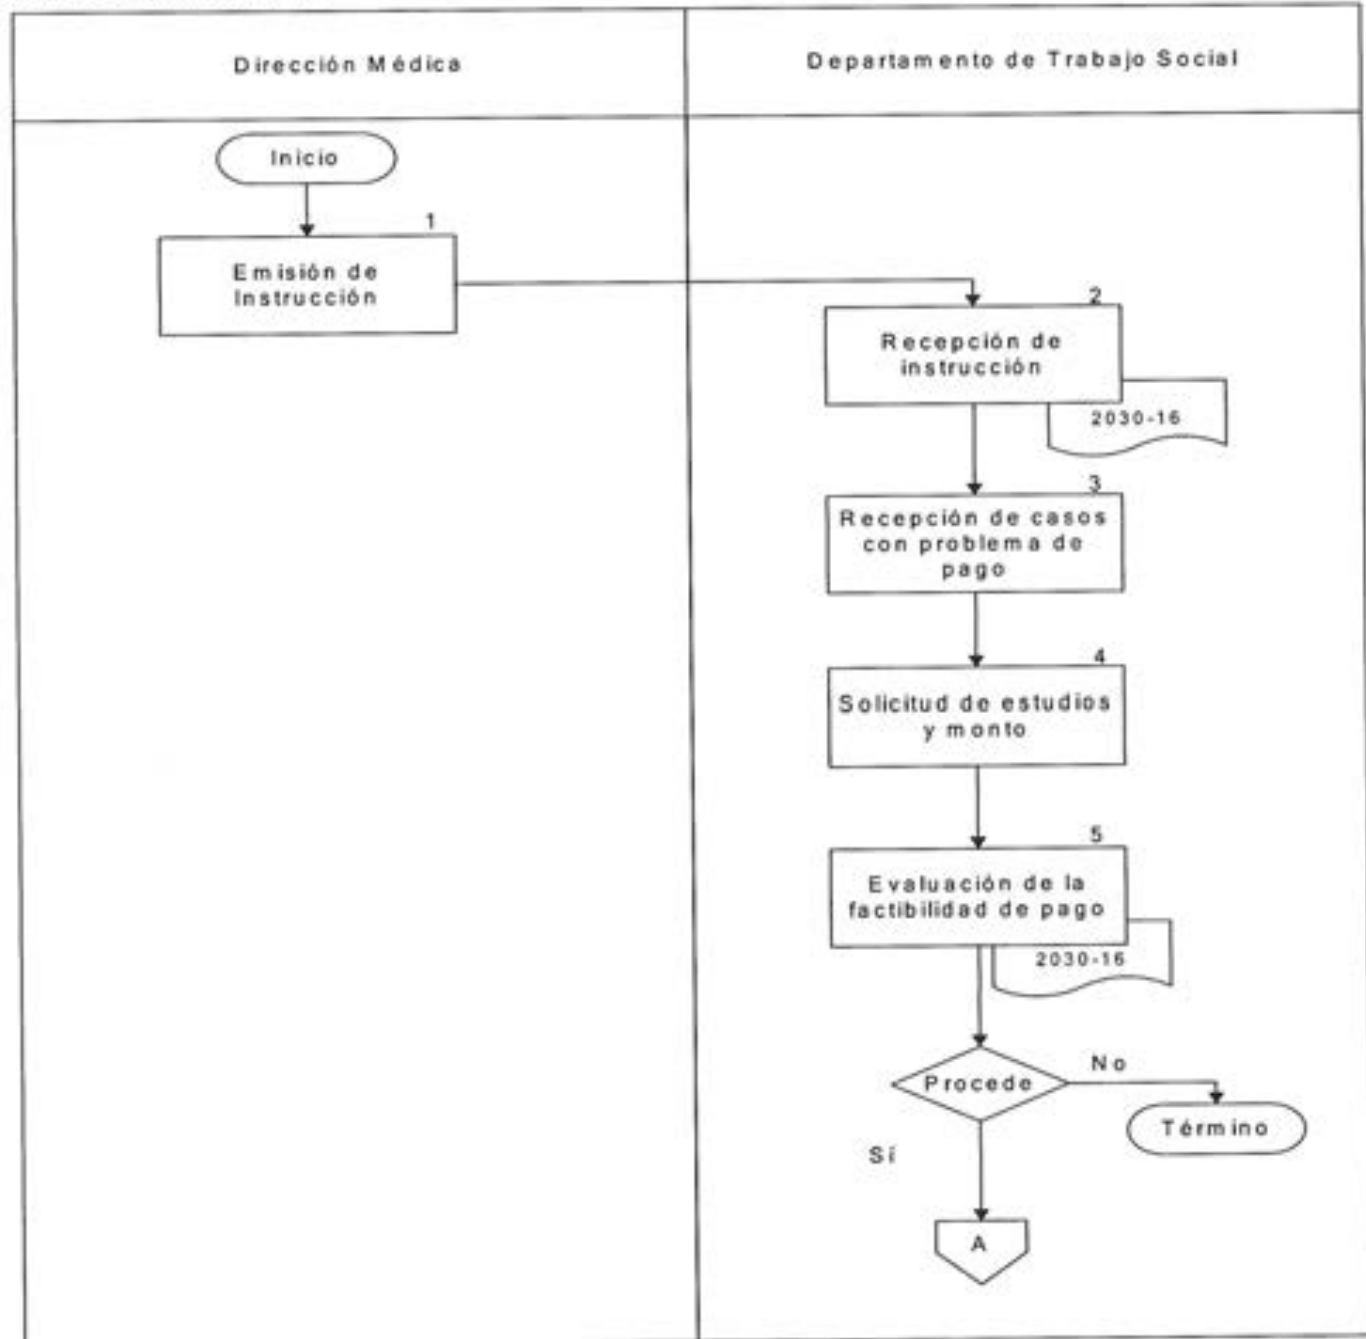 Dirección Médica
Departamento de Trabajo Social
Inicio
1
Emisión de
Instrucción
2
Recepción de
instrucción
2030-16
3
Recepción de casos
con problema de
pago
4
Solicitud de estudios
y monto
5
Evaluación de la
factibilidad de pago
2030-16
Procede
No
Término
Sí
A